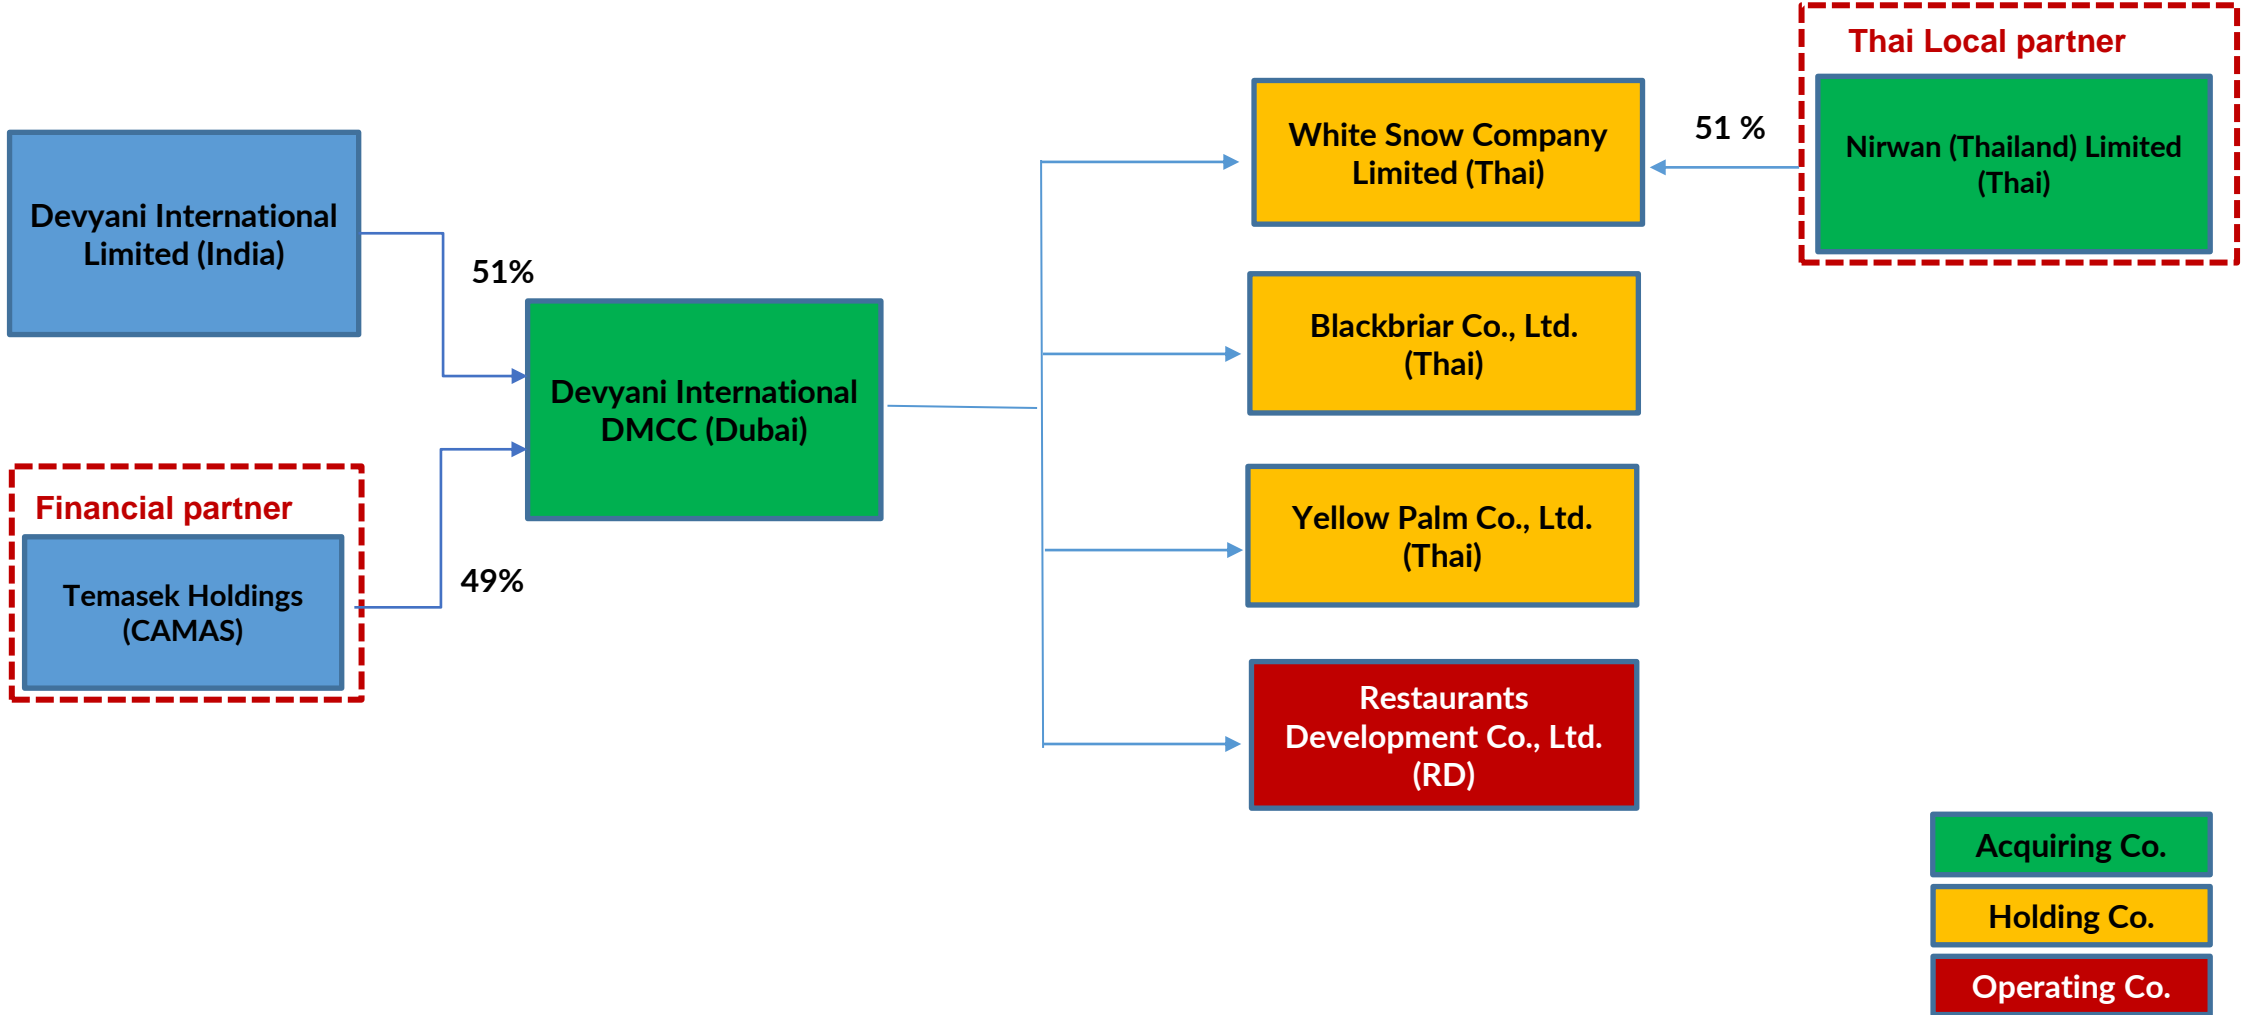 Thai Local partner
Nirwan (Thailand) Limited
(Thai)
51 %
White Snow Company
Limited (Thai)
Devyani International
Limited (India)
51%
Blackbriar Co., Ltd.
(Thai)
Devyani International
DMCC (Dubai)
Financial partner
Temasek Holdings
(CAMAS)
49%
Yellow Palm Co., Ltd.
(Thai)
Restaurants
Development Co., Ltd.
(RD)
Acquiring Co.
Holding Co.
Operating Co.